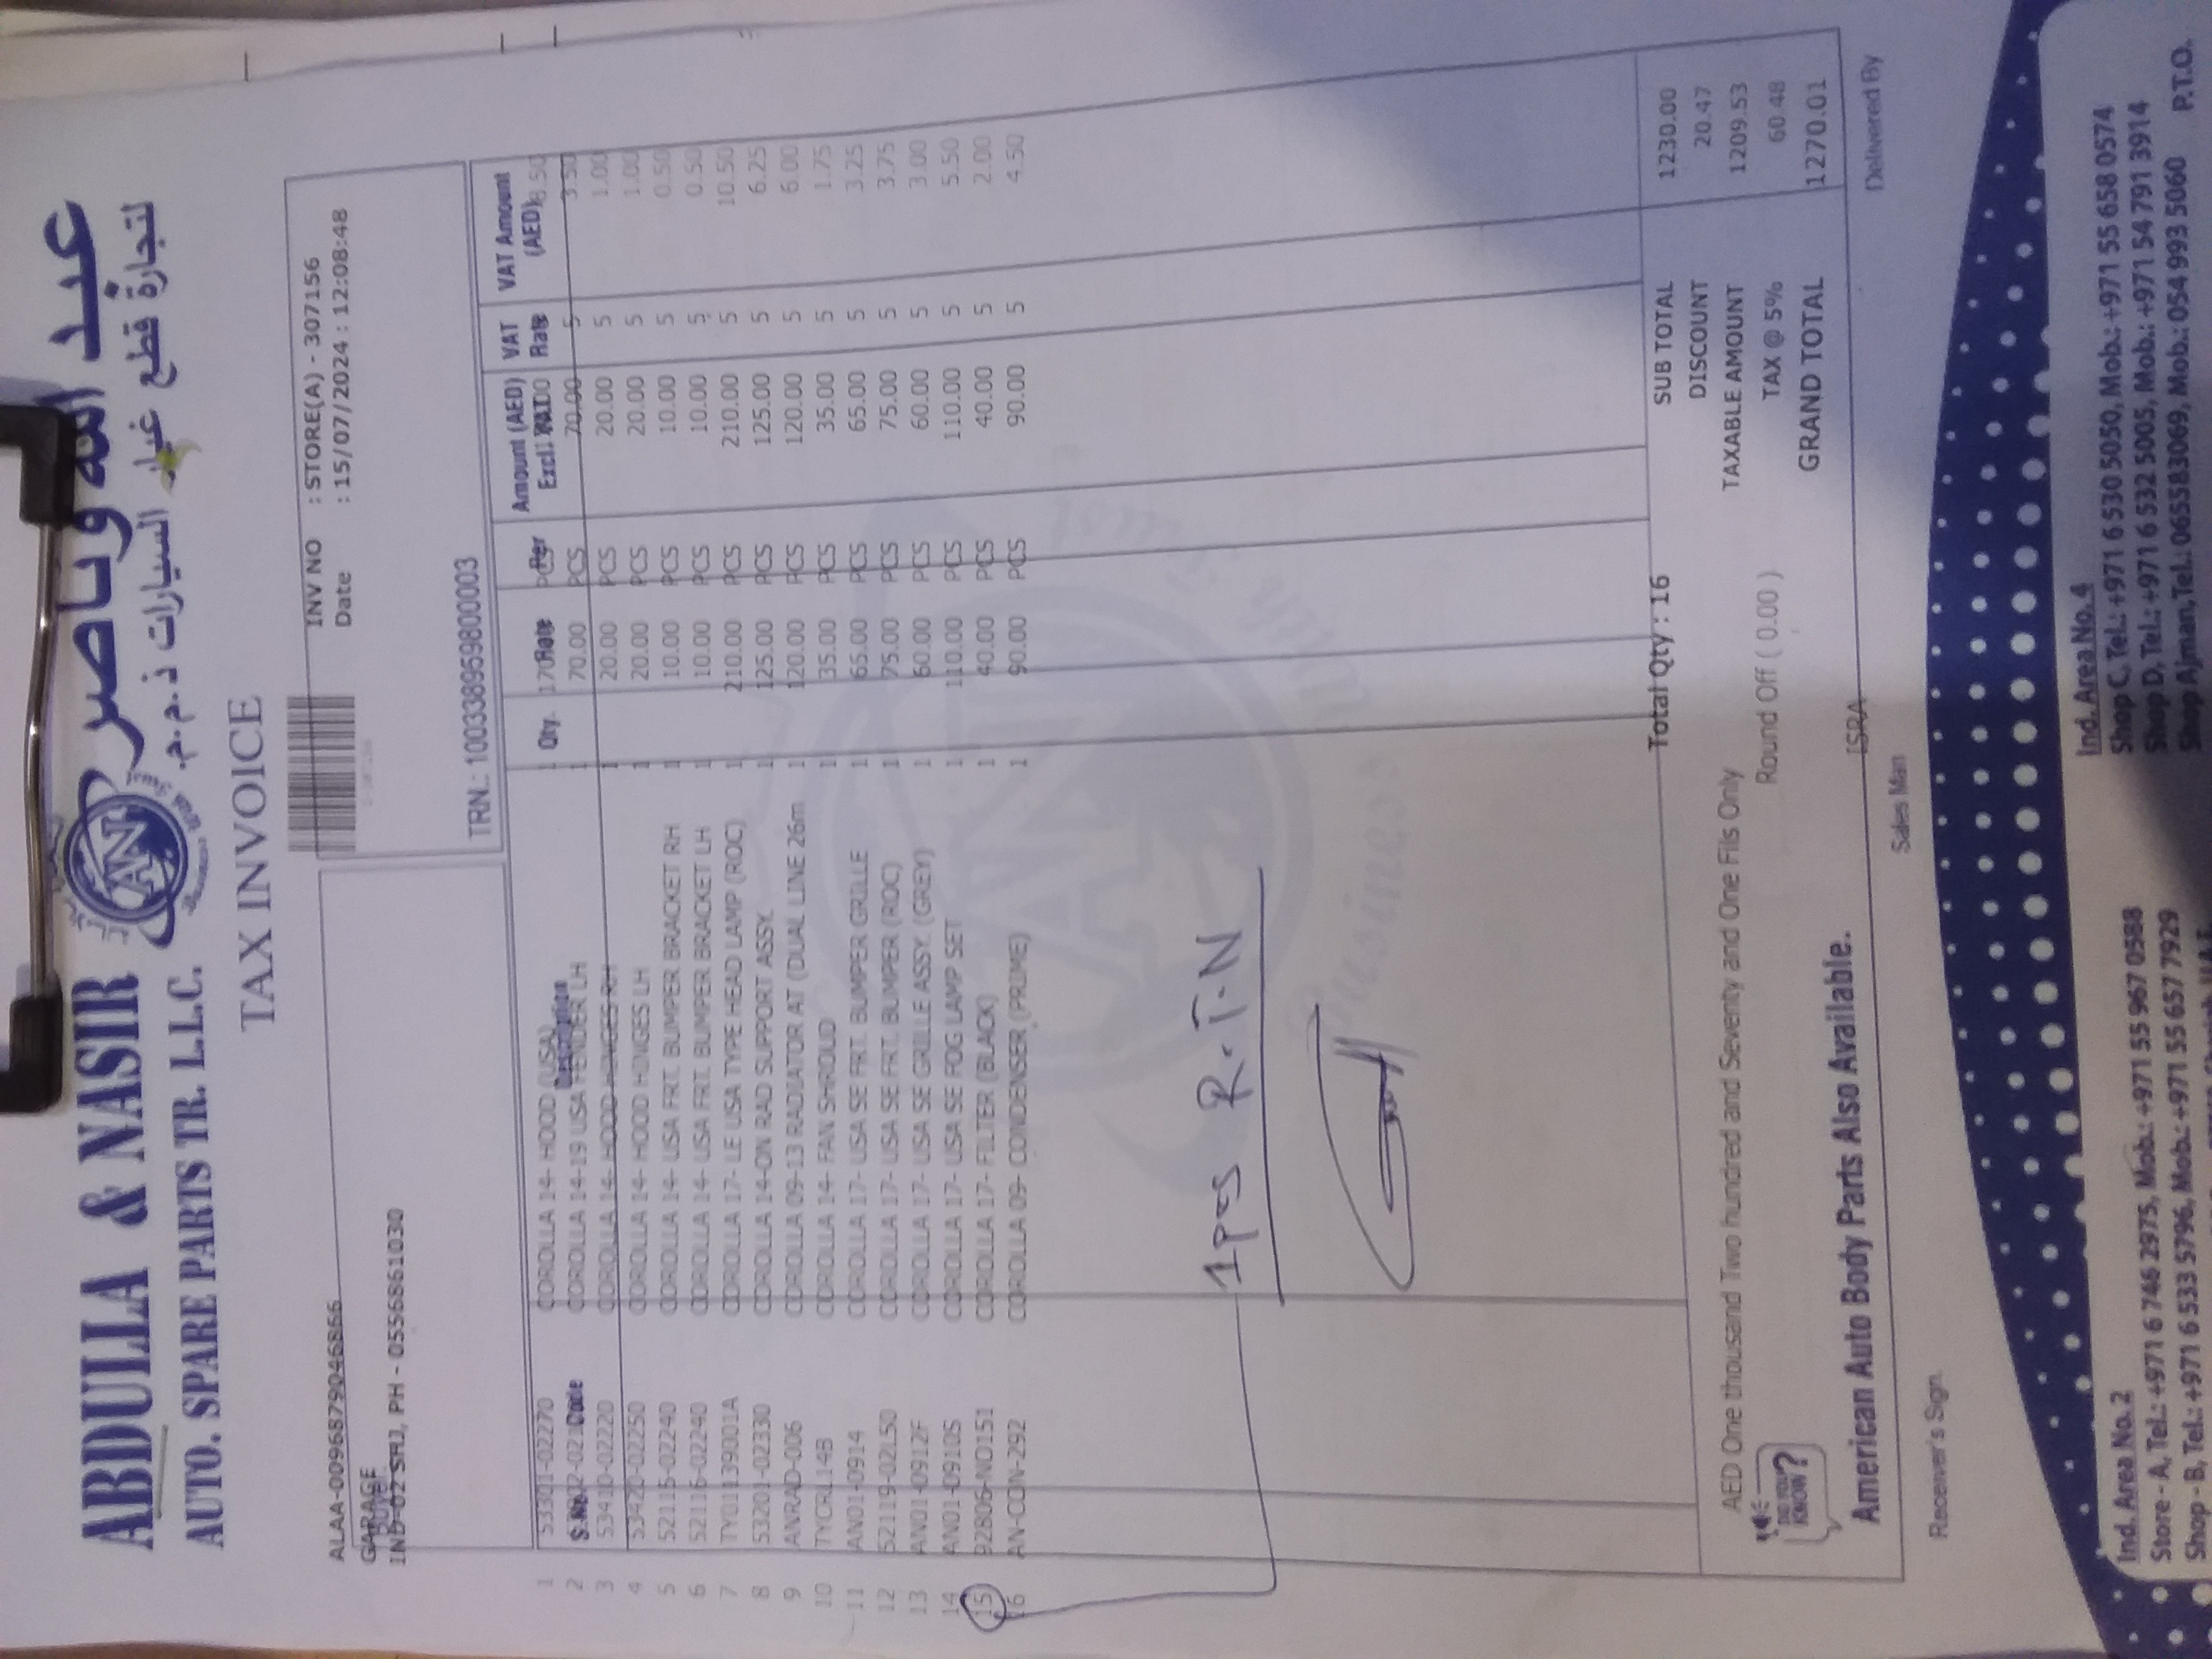 ABDULLA & NASIR
AUTO. SPARE PARTS TR. L.L.C.
عبد الله وناصر
لتجارة قطع غيار السيارات ذ.م.م.
AN
TAX INVOICE
ALAA-0096879046866
GARAGE
IND-02 SHJ, PH - 0556861030
INV NO : STORE(A) - 307156
Date : 15/07/2024 : 12:08:48
TRN.: 100338959800003
S.No. Code Description Qty. Rate Per Amount (AED) Excl. VAT VAT Rate VAT Amount (AED)
1 53301-02270 COROLLA 14- HOOD (USA) 1 170.00 PCS 8.50
2 COROLLA 14-19 USA FENDER LH 1 70.00 PCS 70.00 5 3.50
3 53410-02220 COROLLA 14- HOOD HINGES RH 1 20.00 PCS 20.00 5 1.00
4 53420-02250 COROLLA 14- HOOD HINGES LH 1 20.00 PCS 20.00 5 1.00
5 52115-02240 COROLLA 14- USA FRT. BUMPER BRACKET RH 1 10.00 PCS 10.00 5 0.50
6 52116-02240 COROLLA 14- USA FRT. BUMPER BRACKET LH 1 10.00 PCS 10.00 5 0.50
7 TY01139001A COROLLA 17- LE USA TYPE HEAD LAMP (ROC) 1 210.00 PCS 210.00 5 10.50
8 53201-02330 COROLLA 14-ON RAD SUPPORT ASSY. 1 125.00 PCS 125.00 5 6.25
9 ANRAD-006 COROLLA 09-13 RADIATOR AT (DUAL LINE 26m 1 120.00 PCS 120.00 5 6.00
10 TYCRL14B COROLLA 14- FAN SHROUD 1 35.00 PCS 35.00 5 1.75
11 AN01-0914 COROLLA 17- USA SE FRT. BUMPER GRILLE 1 65.00 PCS 65.00 5 3.25
12 52119-02L50 COROLLA 17- USA SE FRT. BUMPER (ROC) 1 75.00 PCS 75.00 5 3.75
13 AN01-0912F COROLLA 17- USA SE GRILLE ASSY. (GREY) 1 60.00 PCS 60.00 5 3.00
14 AN01-0910S COROLLA 17- USA SE FOG LAMP SET 1 110.00 PCS 110.00 5 5.50
15 92806-NO151 COROLLA 17- FILLTER (BLACK) 1 40.00 PCS 40.00 5 2.00
16 AN-CON-292 COROLLA 09- CONDENSER (PRIME) 1 90.00 PCS 90.00 5 4.50
1 pcs R.T.N
Total Qty : 16
SUB TOTAL 1230.00
DISCOUNT 20.47
TAXABLE AMOUNT 1209.53
TAX @ 5% 60.48
GRAND TOTAL 1270.01
AED One thousand Two hundred and Seventy and One Fils Only
Round Off ( 0.00 )
DO YOU KNOW?
American Auto Body Parts Also Available.
ISRA
Receiver's Sign.
Sales Man
Delivered By
Ind. Area No. 2
Store - A, Tel.: +971 6 746 2975, Mob.: +971 55 967 0588
Shop - B, Tel.: +971 6 533 5796, Mob.: +971 55 657 7929
Ind. Area No. 4
Shop C, Tel.: +971 6 530 5050, Mob.: +971 55 658 0574
Shop D, Tel.: +971 6 532 5005, Mob.: +971 54 791 3914
Shop Ajman, Tel.: 065583069, Mob.: 054 993 5060
P.T.O.